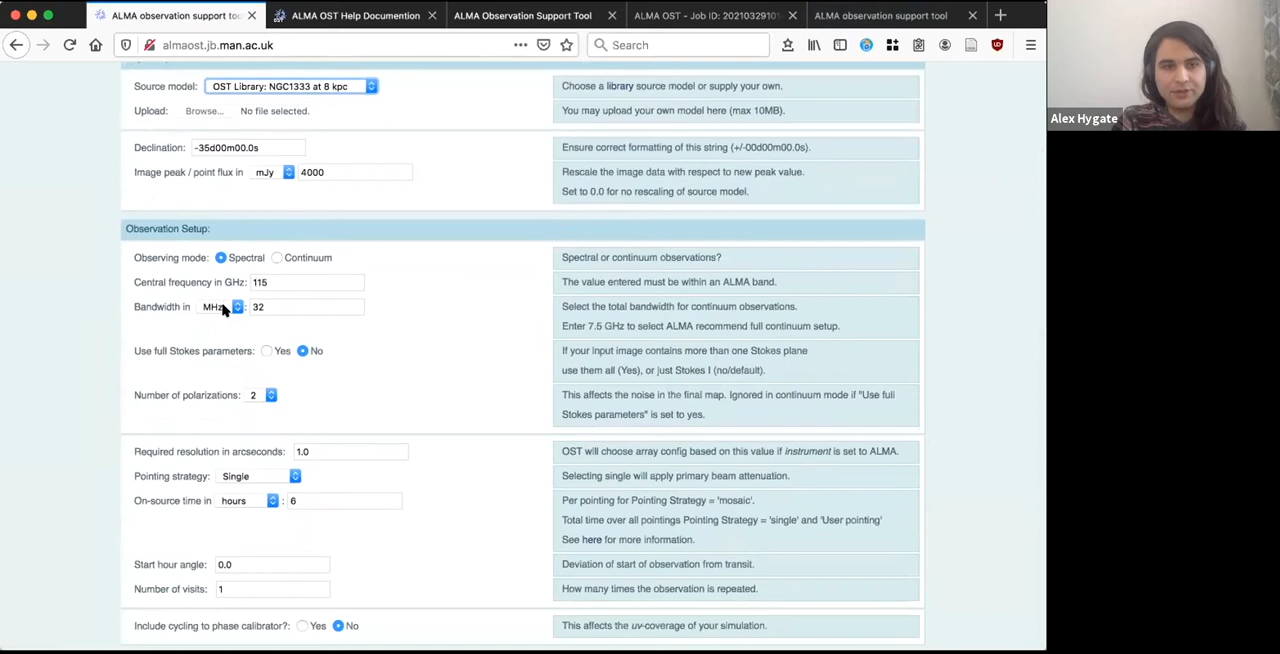 ALMA observation support to
ALMA OST Help Documention
ALMA Observation Support Tool
ALMA OST - Job ID: 2021032910
ALMA observation support tool
almaost.jb.man.ac.uk
Search
Source model: OST Library: NGC1333 at 8 kpc
Choose a library source model or supply your own.
Upload: Browse... No file selected.
You may upload your own model here (max 10MB).
Alex Hygate
Declination: -35d00m00.0s
Ensure correct formatting of this string (+/-00d00m00.0s).
Image peak / point flux in mJy 4000
Rescale the image data with respect to new peak value.
Set to 0.0 for no rescaling of source model.
Observation Setup:
Observing mode: Spectral Continuum
Spectral or continuum observations?
Central frequency in GHz: 115
The value entered must be within an ALMA band.
Bandwidth in MHz : 32
Select the total bandwidth for continuum observations.
Enter 7.5 GHz to select ALMA recommend full continuum setup.
Use full Stokes parameters: Yes No
If your input image contains more than one Stokes plane
use them all (Yes), or just Stokes I (no/default).
Number of polarizations: 2
This affects the noise in the final map. Ignored in continuum mode if "Use full
Stokes parameters" is set to yes.
Required resolution in arcseconds: 1.0
OST will choose array config based on this value if instrument is set to ALMA.
Pointing strategy: Single
Selecting single will apply primary beam attenuation.
On-source time in hours : 6
Per pointing for Pointing Strategy = 'mosaic'.
Total time over all pointings Pointing Strategy = 'single' and 'User pointing'
See here for more information.
Start hour angle: 0.0
Deviation of start of observation from transit.
Number of visits: 1
How many times the observation is repeated.
Include cycling to phase calibrator? : Yes No
This affects the uv-coverage of your simulation.